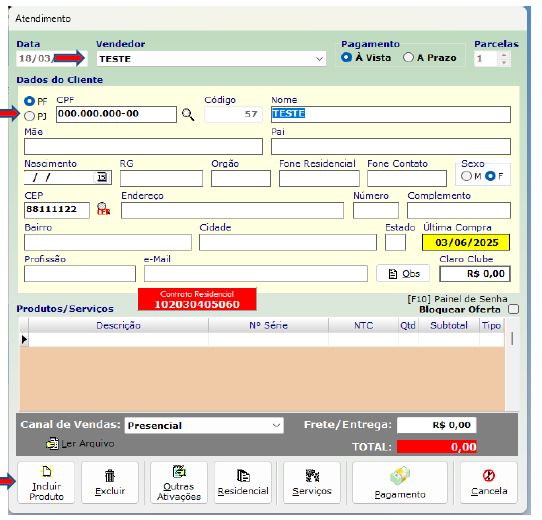 Atendimento
Data Vendedor Pagamento Parcelas
18/03/ TESTE À Vista A Prazo 1
Dados do Cliente
PF CPF Código Nome
PJ 000.000.000-00 57 TESTE
Mãe Pai
Nascimento RG Orgão Fone Residencial Fone Contato Sexo
/ / 15 M F
CEP Endereço Número Complemento
88111122 CEP
Bairro Cidade Estado Última Compra
03/06/2025
Profissão e-Mail Claro Clube
Obs R$ 0,00
Contrato Residencial
102030405060
[F10] Painel de Senha
Produtos/Serviços Bloquear Oferta
Descrição Nº Série NTC Qtd Subtotal Tipo
Canal de Vendas: Presencial Frete/Entrega: R$ 0,00
Ler Arquivo TOTAL: 0,00
Incluir Produto
Excluir
Outras Ativações
Residencial
Serviços
Pagamento
Cancela